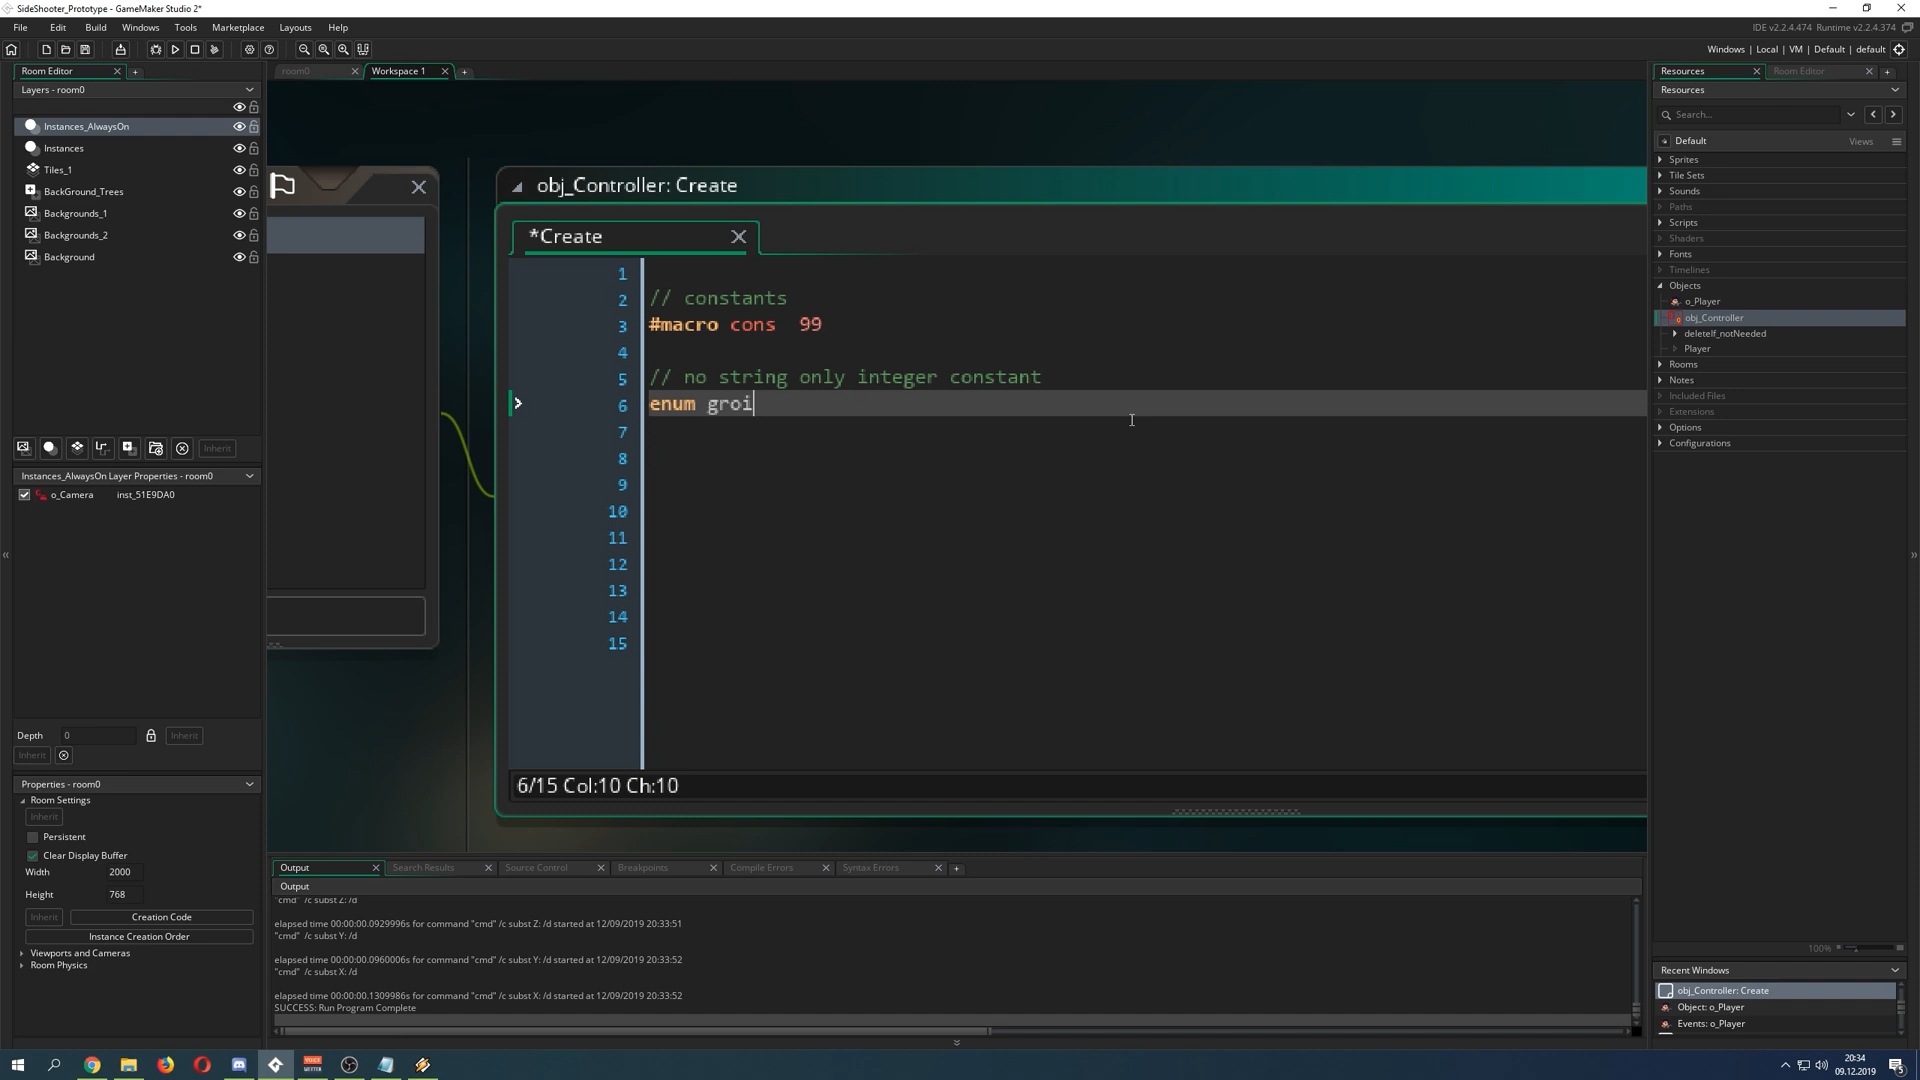 SideShooter_Prototype - GameMaker Studio 2*
File Edit Build Windows Tools Marketplace Layouts Help
IDE v2.2.4.474 Runtime v2.2.4.374
Windows | Local | VM | Default | default
Room Editor
Layers - room0
Instances_AlwaysOn
Instances
Tiles_1
BackGround_Trees
Backgrounds_1
Backgrounds_2
Background
Inherit
Instances_AlwaysOn Layer Properties - room0
o_Camera inst_51E9DA0
Depth 0 Inherit
Inherit
Properties - room0
Room Settings
Inherit
Persistent
Clear Display Buffer
Width 2000
Height 768
Inherit Creation Code
Instance Creation Order
Viewports and Cameras
Room Physics
room0 Workspace 1
obj_Controller: Create
*Create
1
2 // constants
3 #macro cons 99
4
5 // no string only integer constant
6 enum groi
7
8
9
10
11
12
13
14
15
6/15 Col:10 Ch:10
Output Search Results Source Control Breakpoints Compile Errors Syntax Errors
Output
"cmd" /c subst Z: /d
elapsed time 00:00:00.0929996s for command "cmd" /c subst Z: /d started at 12/09/2019 20:33:51
"cmd" /c subst Y: /d
elapsed time 00:00:00.0960006s for command "cmd" /c subst Y: /d started at 12/09/2019 20:33:52
"cmd" /c subst X: /d
elapsed time 00:00:00.1309986s for command "cmd" /c subst X: /d started at 12/09/2019 20:33:52
SUCCESS: Run Program Complete
Resources Room Editor
Resources
Search...
Default Views
Sprites
Tile Sets
Sounds
Paths
Scripts
Shaders
Fonts
Timelines
Objects
o_Player
obj_Controller
deleteIf_notNeeded
Player
Rooms
Notes
Included Files
Extensions
Options
Configurations
100%
Recent Windows
obj_Controller: Create
Object: o_Player
Events: o_Player
20:34
09.12.2019
5